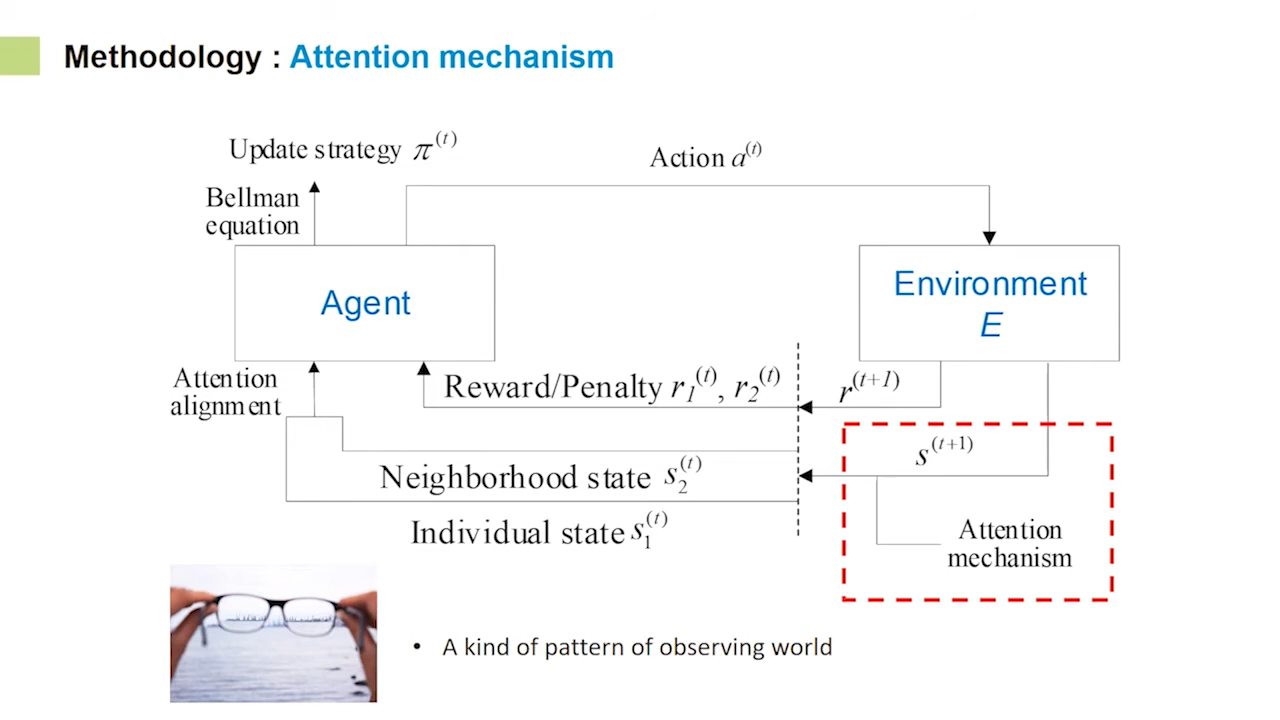 Methodology : Attention mechanism
Update strategy π^(t)
Action a^(t)
Bellman
equation
Agent
Environment
E
Attention
alignment
Reward/Penalty r₁^(t), r₂^(t)
r^(t+1)
s^(t+1)
Neighborhood state s₂^(t)
Individual state s₁^(t)
Attention
mechanism
• A kind of pattern of observing world